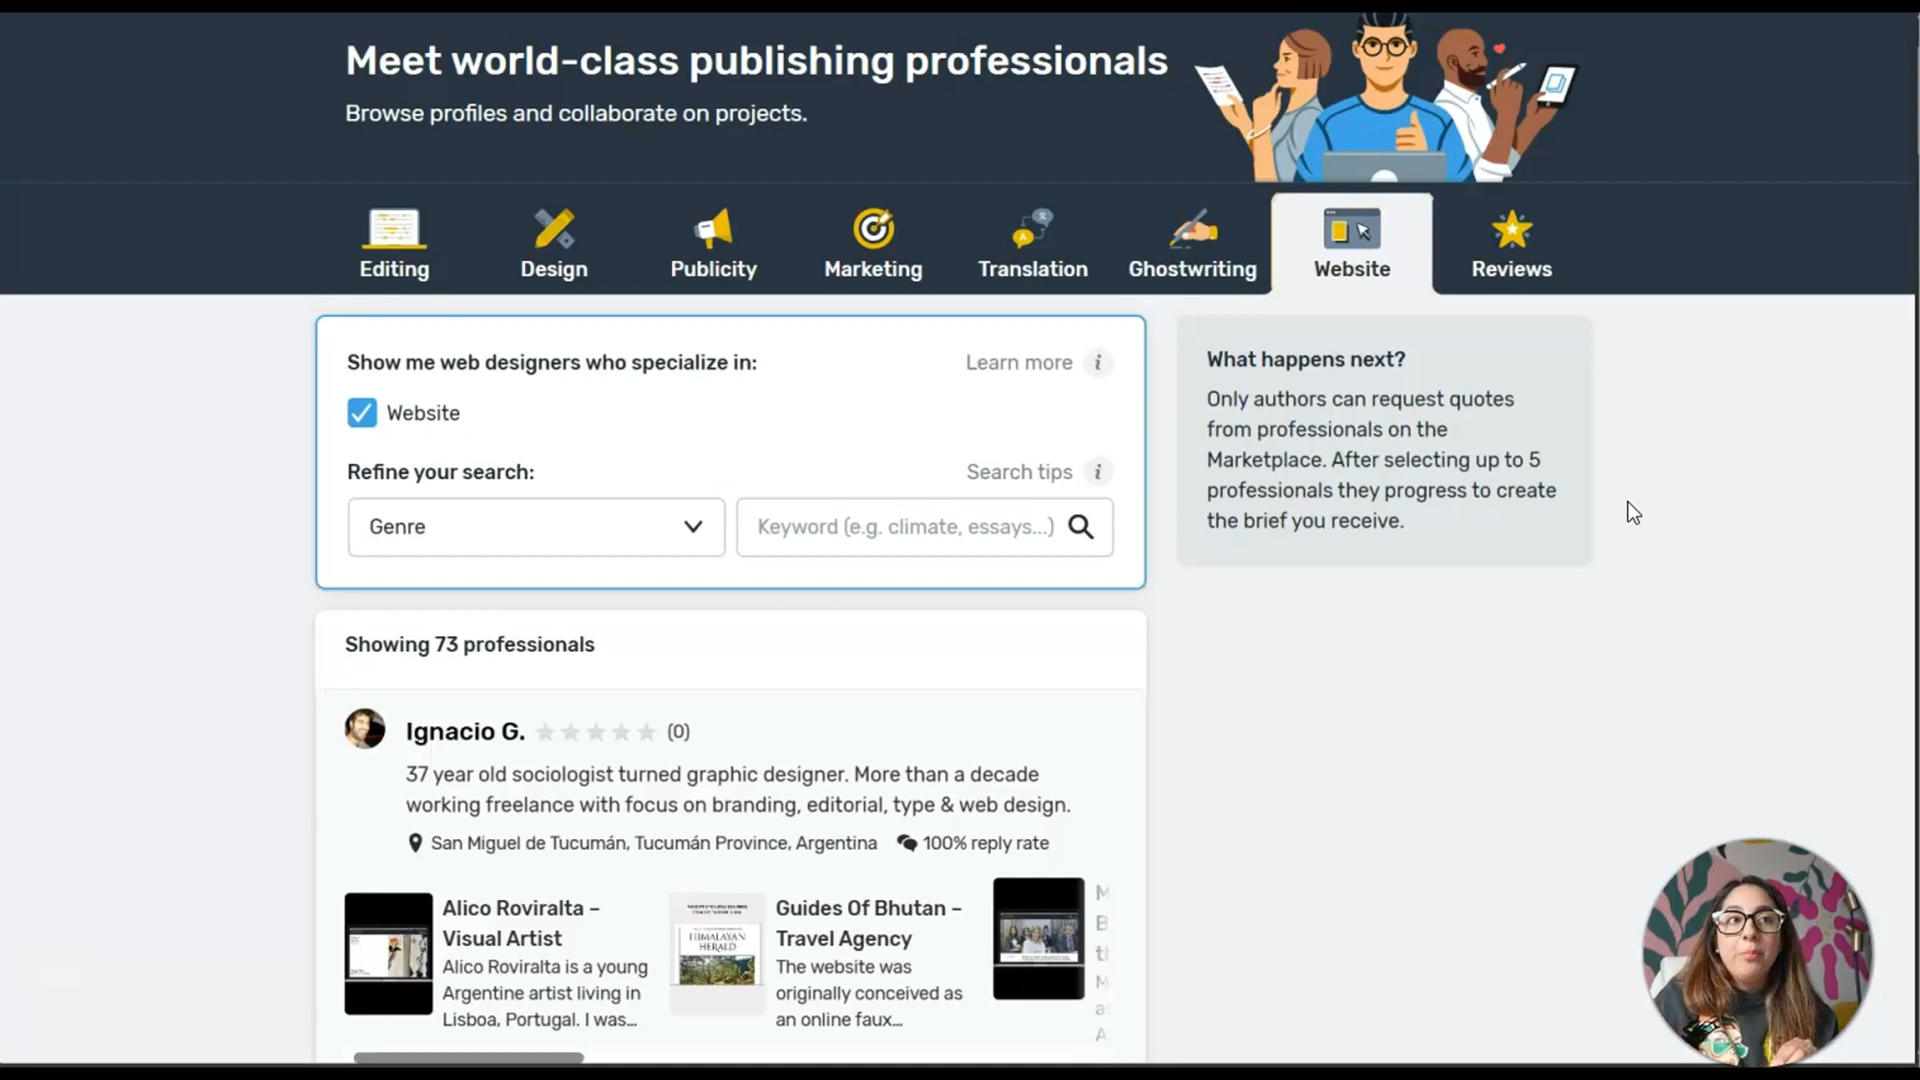 Meet world-class publishing professionals
Browse profiles and collaborate on projects.
Editing
Design
Publicity
Marketing
Translation
Ghostwriting
Website
Reviews
Show me web designers who specialize in:
Learn more i
Website
Refine your search:
Search tips i
Genre
Keyword (e.g. climate, essays...)
What happens next?
Only authors can request quotes
from professionals on the
Marketplace. After selecting up to 5
professionals they progress to create
the brief you receive.
Showing 73 professionals
Ignacio G. (0)
37 year old sociologist turned graphic designer. More than a decade
working freelance with focus on branding, editorial, type & web design.
San Miguel de Tucumán, Tucumán Province, Argentina
100% reply rate
Alico Roviralta –
Visual Artist
Alico Roviralta is a young
Argentine artist living in
Lisboa, Portugal. I was...
HIMALAYAN
HERALD
Guides Of Bhutan –
Travel Agency
The website was
originally conceived as
an online faux...